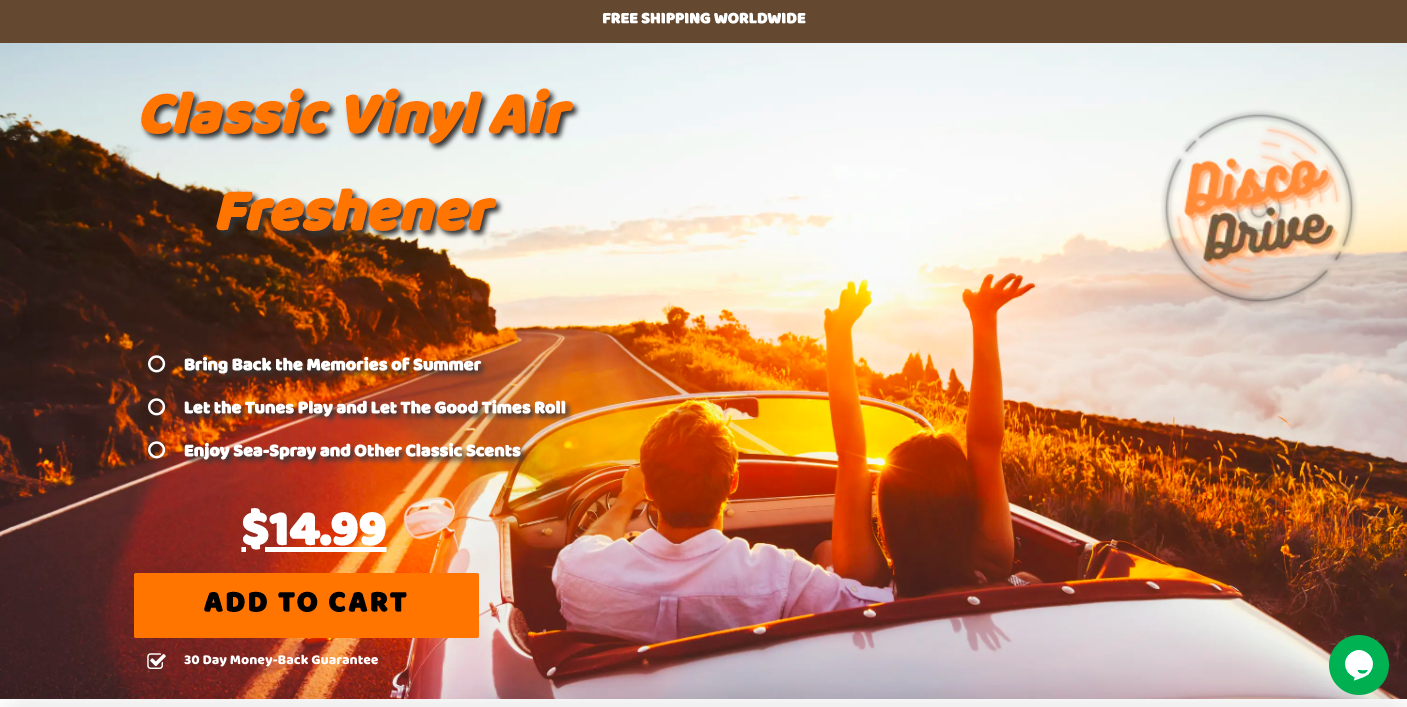 FREE SHIPPING WORLDWIDE
Classic Vinyl Air
Freshener
Disco
Drive
Bring Back the Memories of Summer
Let the Tunes Play and Let The Good Times Roll
Enjoy Sea-Spray and Other Classic Scents
$14.99
ADD TO CART
30 Day Money-Back Guarantee